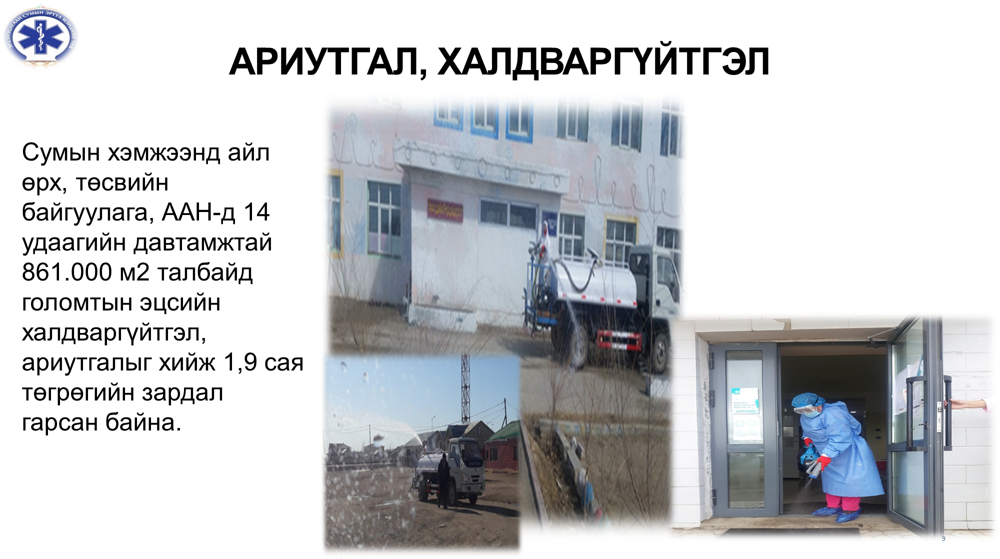 ЭРДЭНЭЦАГААН СУМЫН ЭРҮҮЛ МЭНДИЙН ТӨВ
АРИУТГАЛ, ХАЛДВАРГҮЙТГЭЛ
Сумын хэмжээнд айл
өрх, төсвийн
байгуулага, ААН-д 14
удаагийн давтамжтай
861.000 м2 талбайд
голомтын эцсийн
халдваргүйтгэл,
ариутгалыг хийж 1,9 сая
төгрөгийн зардал
гарсан байна.
FOTON
9